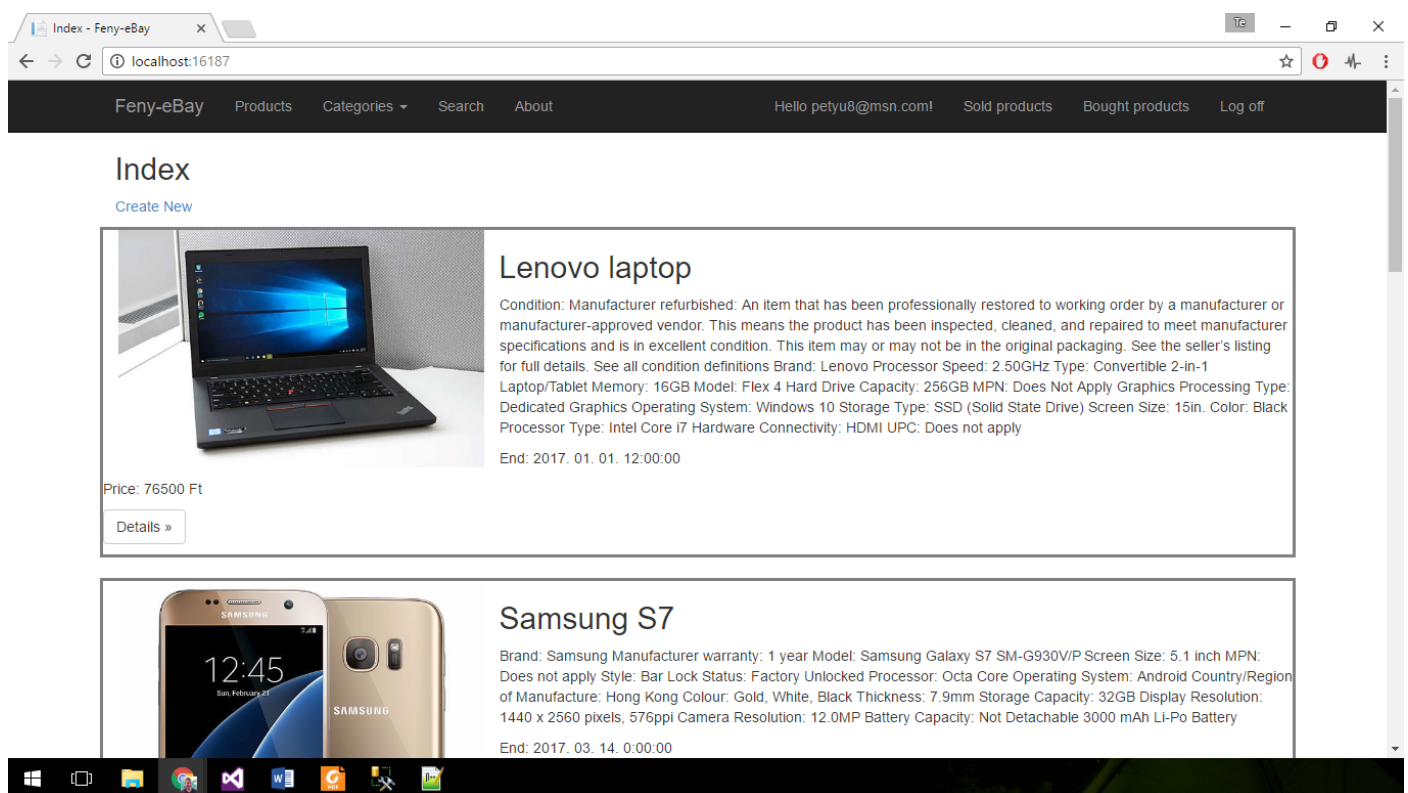 Index - Feny-eBay
Te
localhost:16187
Feny-eBay Products Categories Search About Hello petyu8@msn.com! Sold products Bought products Log off
Index
Create New
Lenovo laptop
Condition: Manufacturer refurbished: An item that has been professionally restored to working order by a manufacturer or
manufacturer-approved vendor. This means the product has been inspected, cleaned, and repaired to meet manufacturer
specifications and is in excellent condition. This item may or may not be in the original packaging. See the seller's listing
for full details. See all condition definitions Brand: Lenovo Processor Speed: 2.50GHz Type: Convertible 2-in-1
Laptop/Tablet Memory: 16GB Model: Flex 4 Hard Drive Capacity: 256GB MPN: Does Not Apply Graphics Processing Type:
Dedicated Graphics Operating System: Windows 10 Storage Type: SSD (Solid State Drive) Screen Size: 15in. Color: Black
Processor Type: Intel Core i7 Hardware Connectivity: HDMI UPC: Does not apply
End: 2017. 01. 01. 12:00:00
Price: 76500 Ft
Details »
SAMSUNG
12:45
Sun, February 21
SAMSUNG
Samsung S7
Brand: Samsung Manufacturer warranty: 1 year Model: Samsung Galaxy S7 SM-G930V/P Screen Size: 5.1 inch MPN:
Does not apply Style: Bar Lock Status: Factory Unlocked Processor: Octa Core Operating System: Android Country/Region
of Manufacture: Hong Kong Colour: Gold, White, Black Thickness: 7.9mm Storage Capacity: 32GB Display Resolution:
1440 x 2560 pixels, 576ppi Camera Resolution: 12.0MP Battery Capacity: Not Detachable 3000 mAh Li-Po Battery
End: 2017. 03. 14. 0:00:00